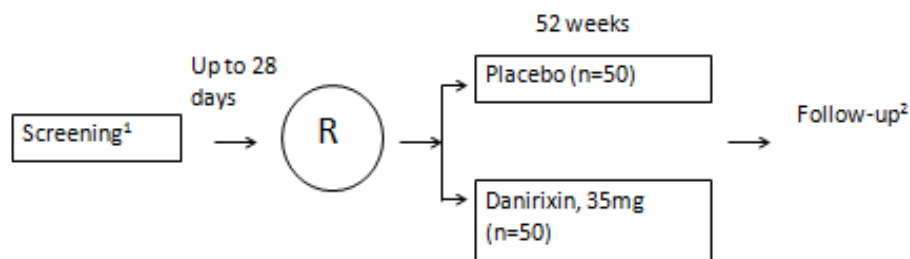 52 weeks
Up to 28
days
Placebo (n=50)
Screening¹
R
Follow-up²
Danirixin, 35mg
(n=50)